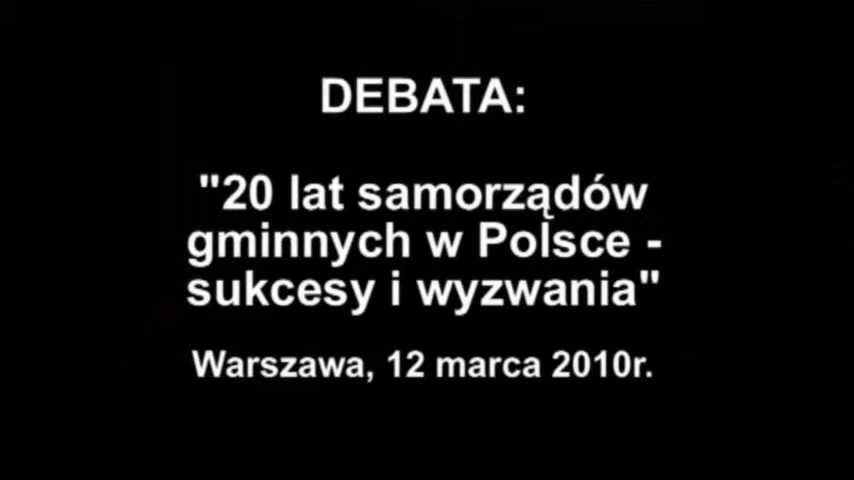 DEBATA:
"20 lat samorządów
gminnych w Polsce -
sukcesy i wyzwania"
Warszawa, 12 marca 2010r.